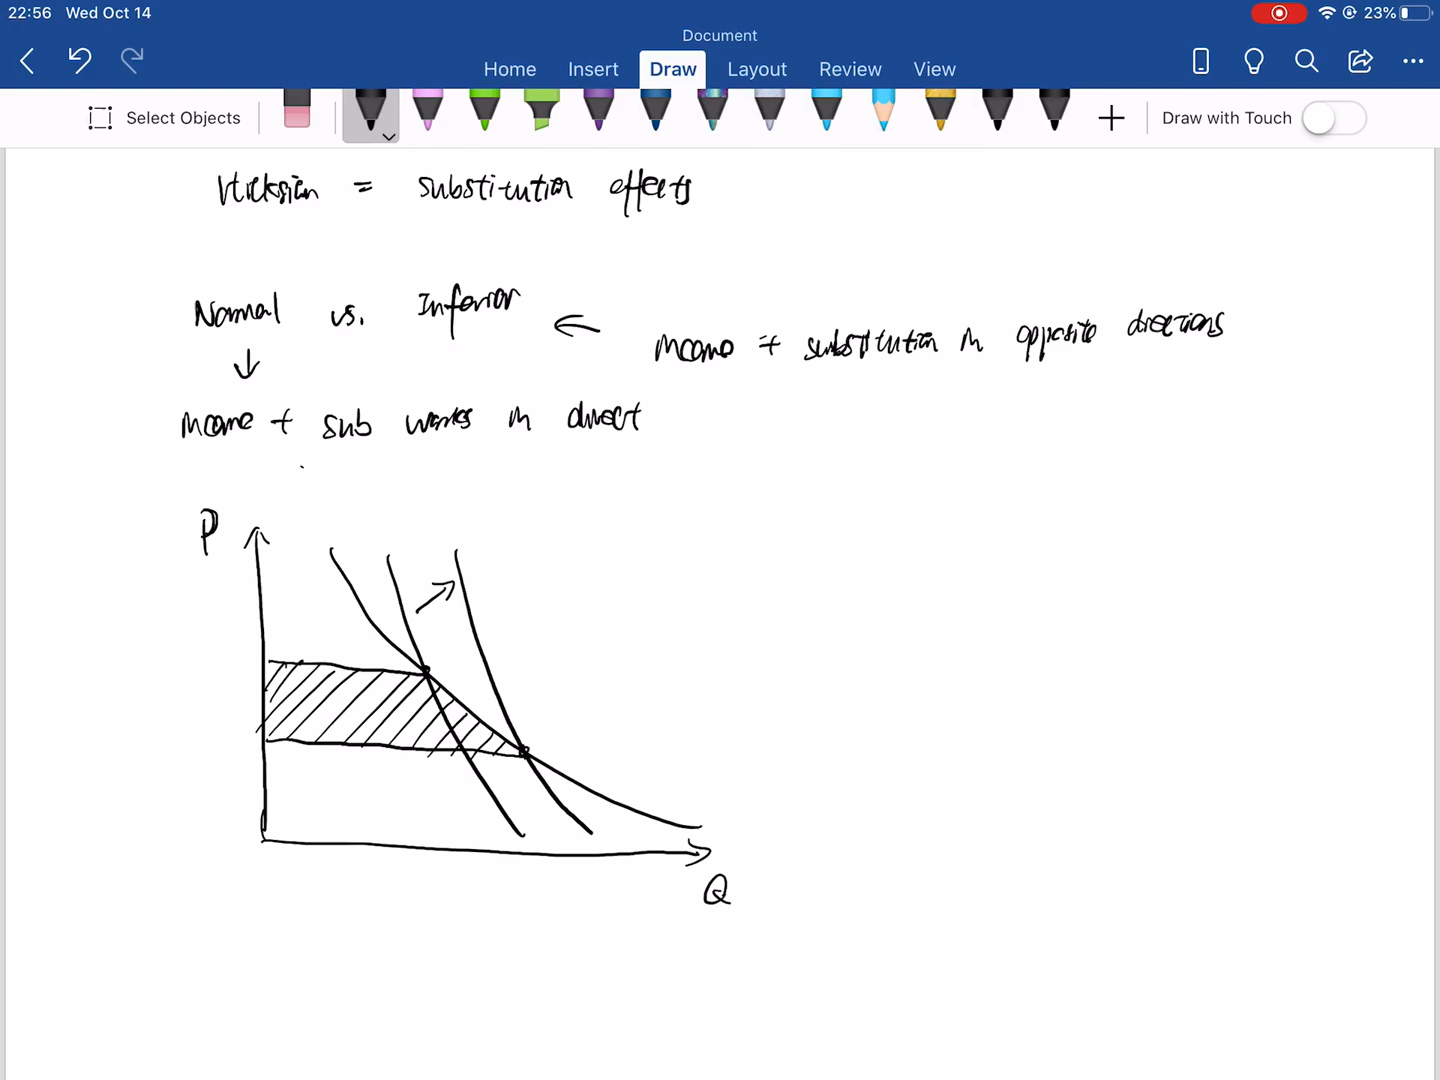 22:56 Wed Oct 14 23%
Document
Home Insert Draw Layout Review View
Select Objects Draw with Touch
Hicksian = substitution effects
Normal vs. Inferior ← income + substitution in opposite directions
↓
income + sub works in direct
P
Q